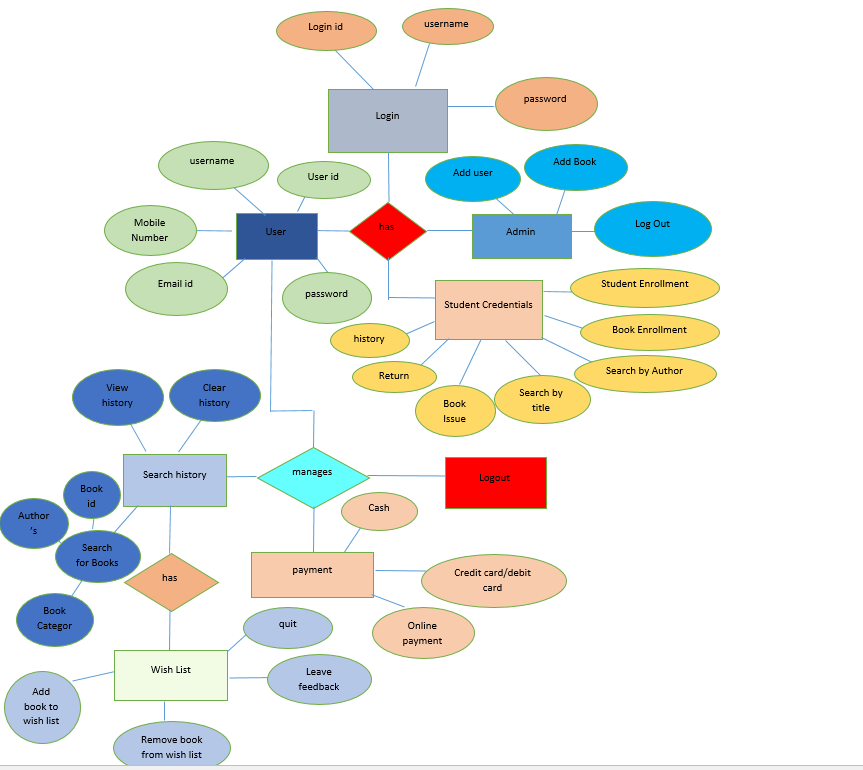 Login id
username
Login
password
username
User id
Add user
Add Book
Mobile
Number
User
has
Admin
Log Out
Email id
password
Student Credentials
Student Enrollment
history
Book Enrollment
Return
Search by Author
Book
Issue
Search by
title
View
history
Clear
history
Search history
manages
Logout
Book
id
Author
's
Cash
Search
for Books
has
payment
Credit card/debit
card
Book
Categor
quit
Online
payment
Wish List
Leave
feedback
Add
book to
wish list
Remove book
from wish list